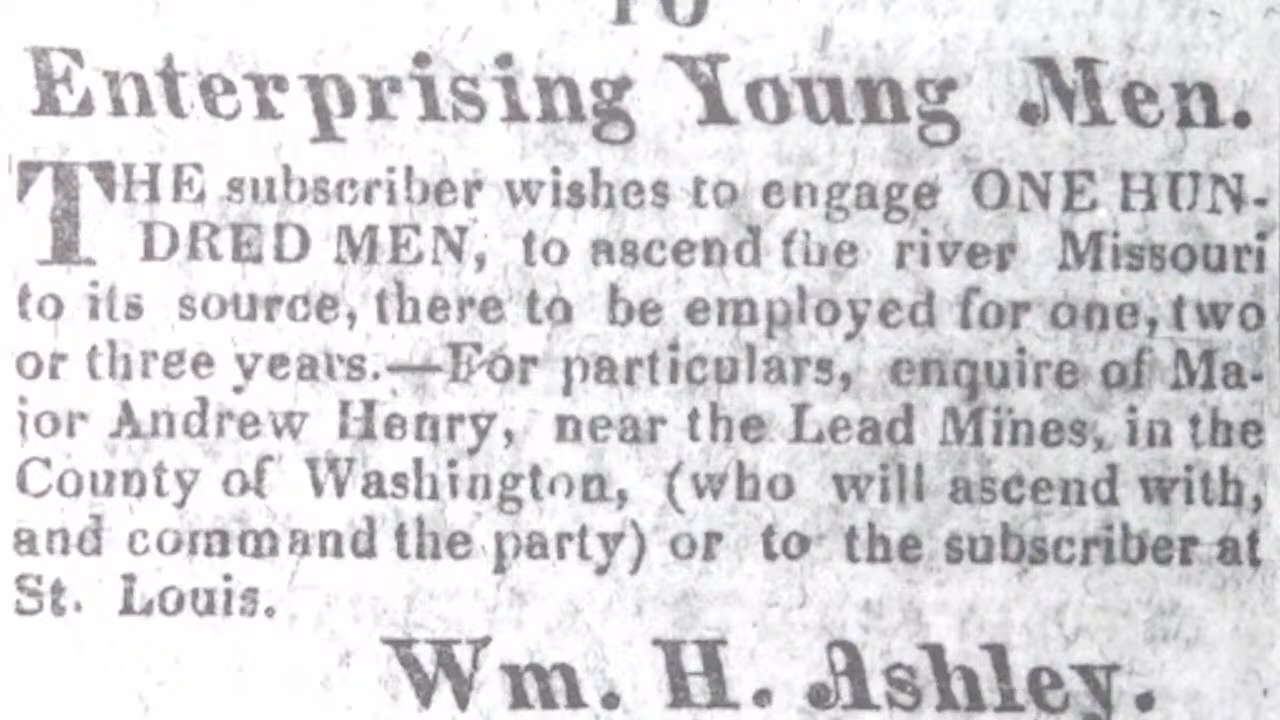 TO
Enterprising Young Men.
THE subscriber wishes to engage ONE HUN-
DRED MEN, to ascend the river Missouri
to its source, there to be employed for one, two
or three years.—For particulars, enquire of Ma-
jor Andrew Henry, near the Lead Mines, in the
County of Washington, (who will ascend with,
and command the party) or to the subscriber at
St. Louis.
Wm. H. Ashley.